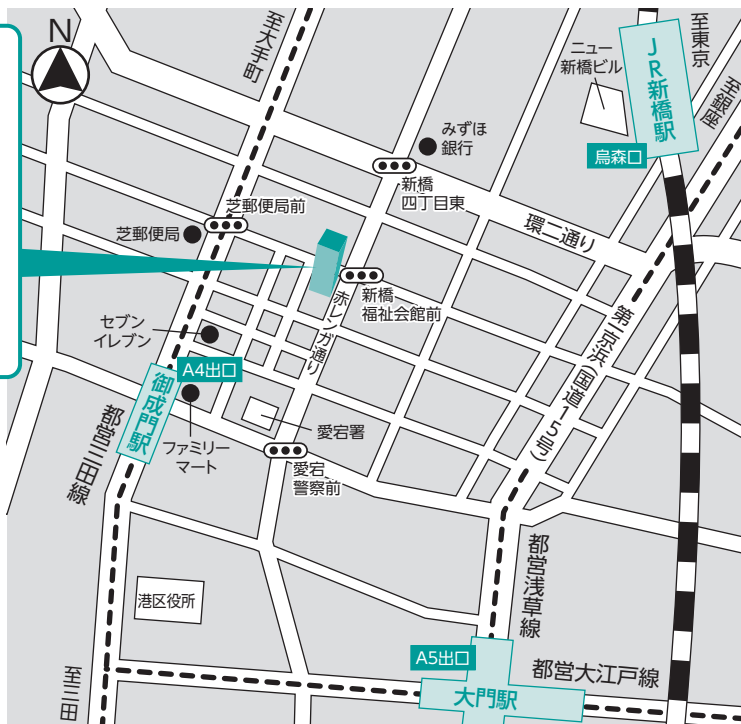 N
至大手町
至東京
ニュー
新橋ビル
JR新橋駅
至銀座
みずほ
銀行
烏森口
新橋
四丁目東
芝郵便局前
芝郵便局
環二通り
新橋
福祉会館前
赤レンガ通り
第一京浜(国道15号)
セブン
イレブン
A4出口
御成門駅
都営三田線
ファミリー
マート
愛宕署
愛宕
警察前
都営浅草線
港区役所
A5出口
都営大江戸線
大門駅
至三田